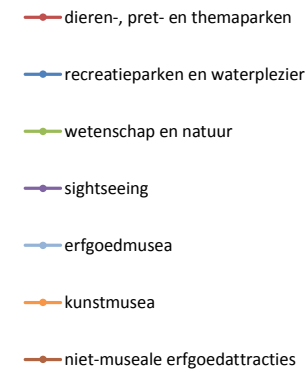 dieren-, pret- en themaparken
recreatieparken en waterplezier
wetenschap en natuur
sightseeing
erfgoedmusea
kunstmusea
niet-museale erfgoedattracties